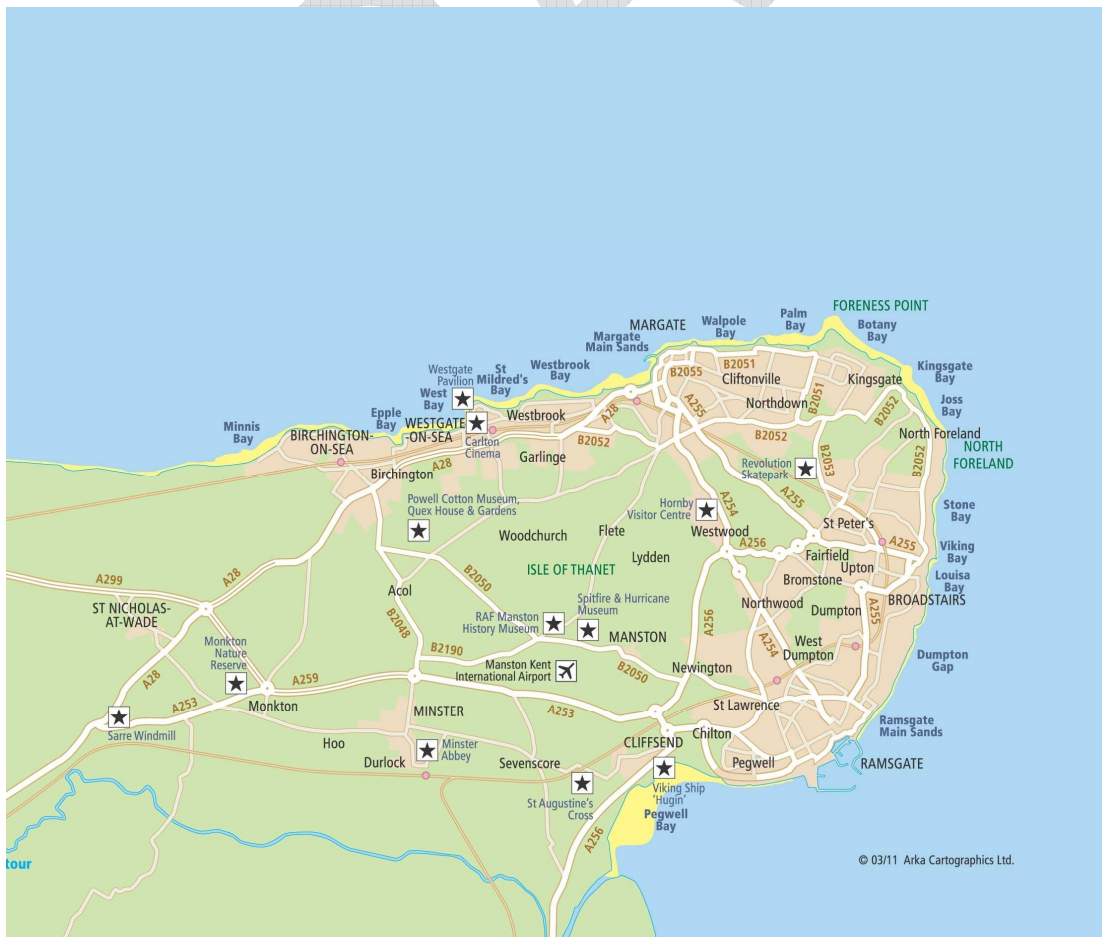 FORENESS POINT
MARGATE
Walpole
Bay
Palm
Bay
Botany
Bay
Margate
Main Sands
Westbrook
Bay
St
Mildred's
Bay
Westgate
Pavilion
West
Bay
Epple
Bay
Minnis
Bay
Kingsgate
Bay
Joss
Bay
B2051
B2055
Cliftonville
Kingsgate
B2051
Northdown
B2052
A255
A28
Westbrook
WESTGATE
-ON-SEA
BIRCHINGTON-
ON-SEA
Carlton
Cinema
B2052
B2052
North Foreland
NORTH
FORELAND
B2052
B2053
Garlinge
A28
Birchington
Revolution
Skatepark
Powell Cotton Museum,
Quex House & Gardens
Hornby
Visitor Centre
A254
A255
Stone
Bay
Woodchurch
Flete
Westwood
St Peter's
A256
A255
Viking
Bay
Lydden
Fairfield
Upton
ISLE OF THANET
Bromstone
Louisa
Bay
B2050
A299
A28
Acol
Spitfire & Hurricane
Museum
BROADSTAIRS
Northwood
Dumpton
A255
ST NICHOLAS-
AT-WADE
B2048
RAF Manston
History Museum
MANSTON
A256
West
Dumpton
A254
Dumpton
Gap
Monkton
Nature
Reserve
B2190
Manston Kent
International Airport
B2050
Newington
A28
A259
A253
Monkton
MINSTER
A253
St Lawrence
Ramsgate
Main Sands
Sarre Windmill
Hoo
Minster
Abbey
CLIFFSEND
Chilton
Durlock
Sevenscore
Pegwell
RAMSGATE
St Augustine's
Cross
Viking Ship
'Hugin'
Pegwell
Bay
A256
tour
© 03/11 Arka Cartographics Ltd.